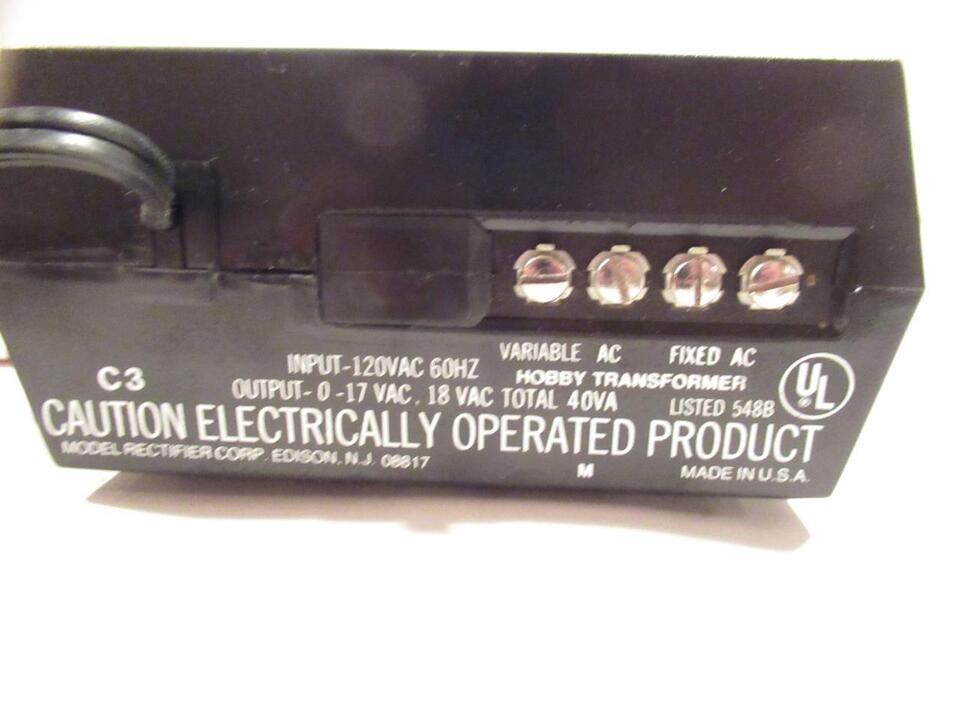 VARIABLE AC FIXED AC
INPUT-120VAC 60HZ HOBBY TRANSFORMER
C3 OUTPUT- 0 -17 VAC, 18 VAC TOTAL 40VA LISTED 548B UL
CAUTION ELECTRICALLY OPERATED PRODUCT
MODEL RECTIFIER CORP. EDISON, N.J. 08817 M MADE IN U.S.A.